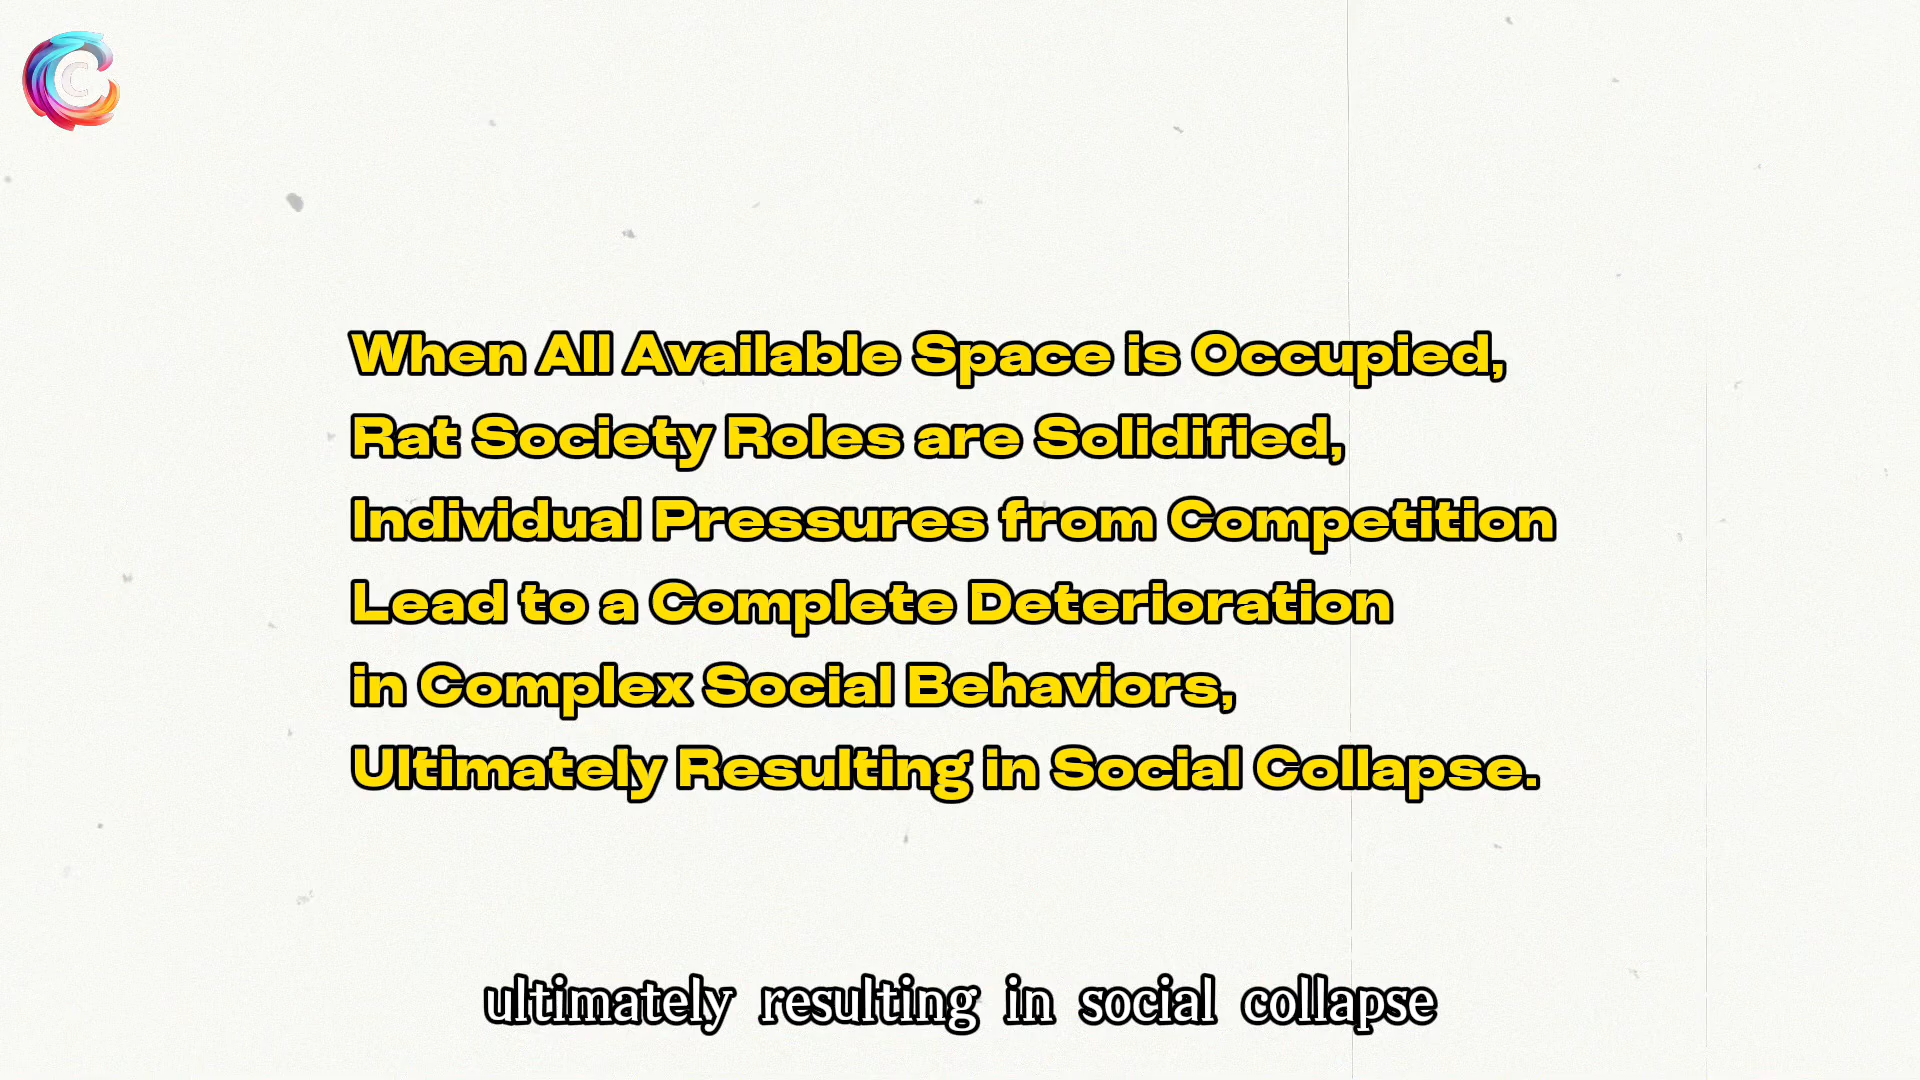 C
When All Available Space is Occupied,
Rat Society Roles are Solidified,
Individual Pressures from Competition
Lead to a Complete Deterioration
in Complex Social Behaviors,
Ultimately Resulting in Social Collapse.
ultimately resulting in social collapse